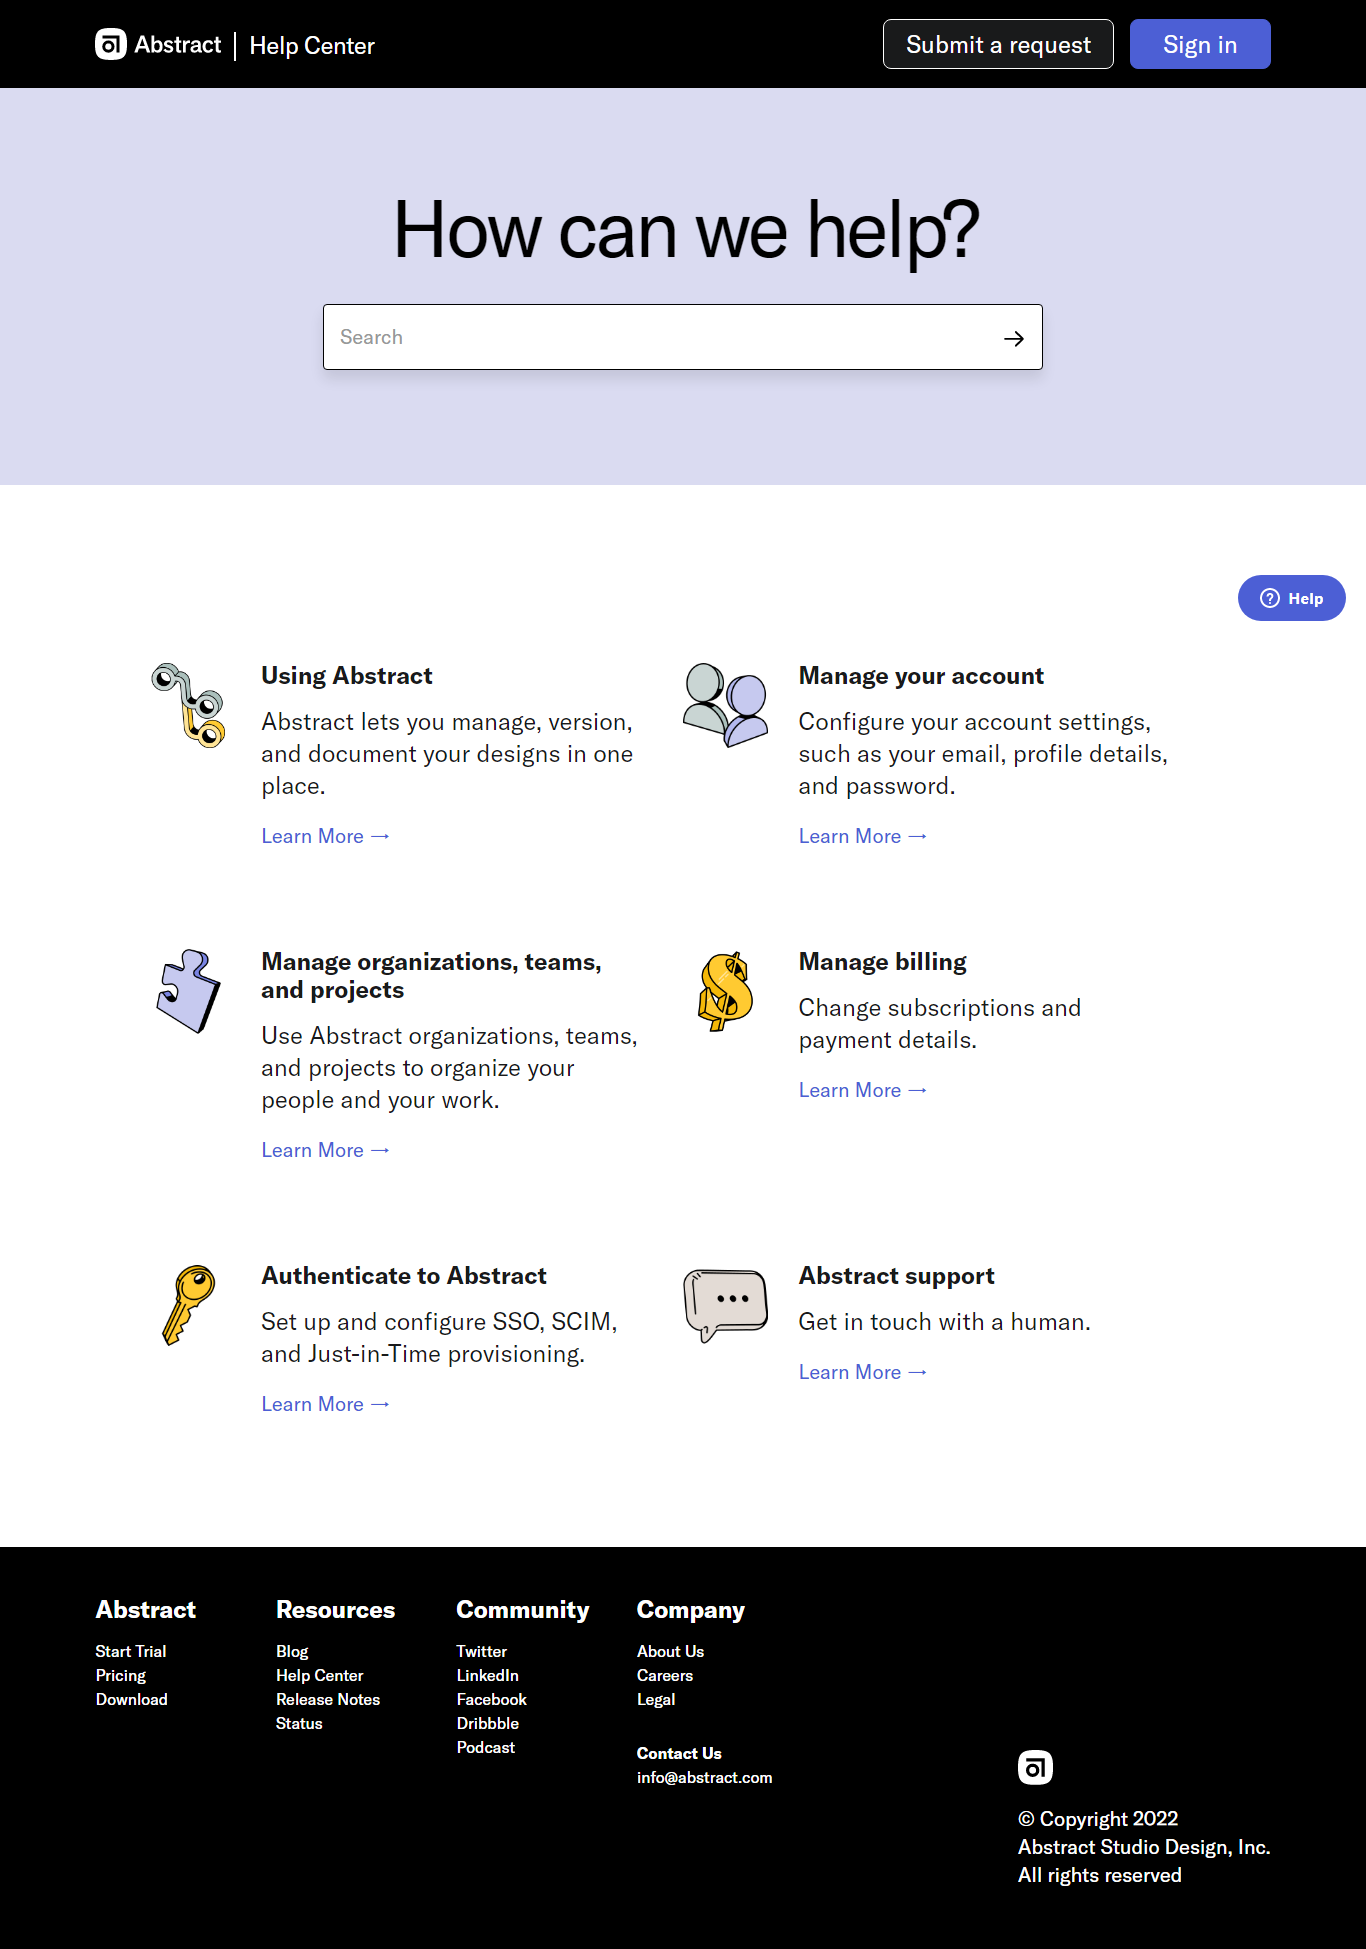 Abstract
Help Center
Submit a request
Sign in
How can we help?
Search
Help
Using Abstract
Abstract lets you manage, version,
and document your designs in one
place.
Learn More →
Manage your account
Configure your account settings,
such as your email, profile details,
and password.
Learn More →
Manage organizations, teams,
and projects
Use Abstract organizations, teams,
and projects to organize your
people and your work.
Learn More →
Manage billing
Change subscriptions and
payment details.
Learn More →
Authenticate to Abstract
Set up and configure SSO, SCIM,
and Just-in-Time provisioning.
Learn More →
Abstract support
Get in touch with a human.
Learn More →
Abstract
Start Trial
Pricing
Download
Resources
Blog
Help Center
Release Notes
Status
Community
Twitter
LinkedIn
Facebook
Dribbble
Podcast
Company
About Us
Careers
Legal
Contact Us
info@abstract.com
© Copyright 2022
Abstract Studio Design, Inc.
All rights reserved